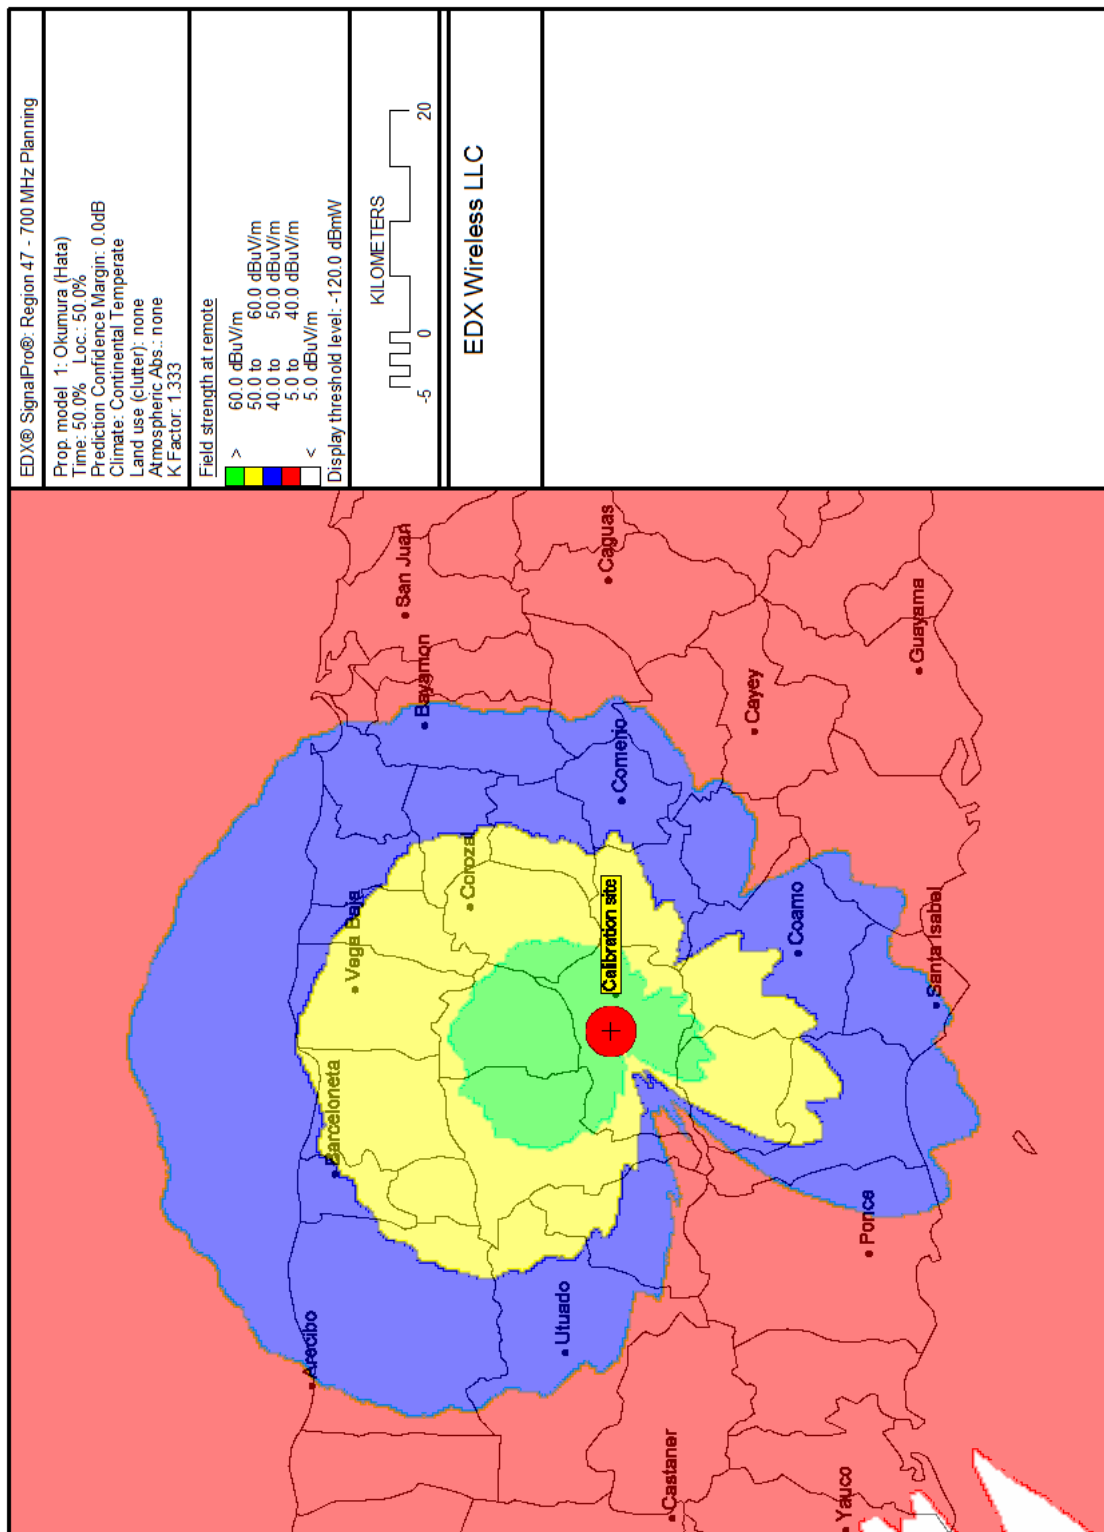 EDX® SignalPro®: Region 47 - 700 MHz Planning
Prop. model 1: Okumura (Hata)
Time: 50.0% Loc.: 50.0%
Prediction Confidence Margin: 0.0dB
Climate: Continental Temperate
Land use (clutter): none
Atmospheric Abs.: none
K Factor: 1.333
Field strength at remote
> 60.0 dBuV/m
50.0 to 60.0 dBuV/m
40.0 to 50.0 dBuV/m
5.0 to 40.0 dBuV/m
< 5.0 dBuV/m
Display threshold level: -120.0 dBmW
KILOMETERS
-5 0 20
EDX Wireless LLC
Arecibo
Barceloneta
Vega Baja
Bayamon
San Juan
Corozal
Utuado
Calibration site
Comerio
Caguas
Castaner
Cayey
Coamo
Yauco
Ponce
Santa Isabel
Guayama